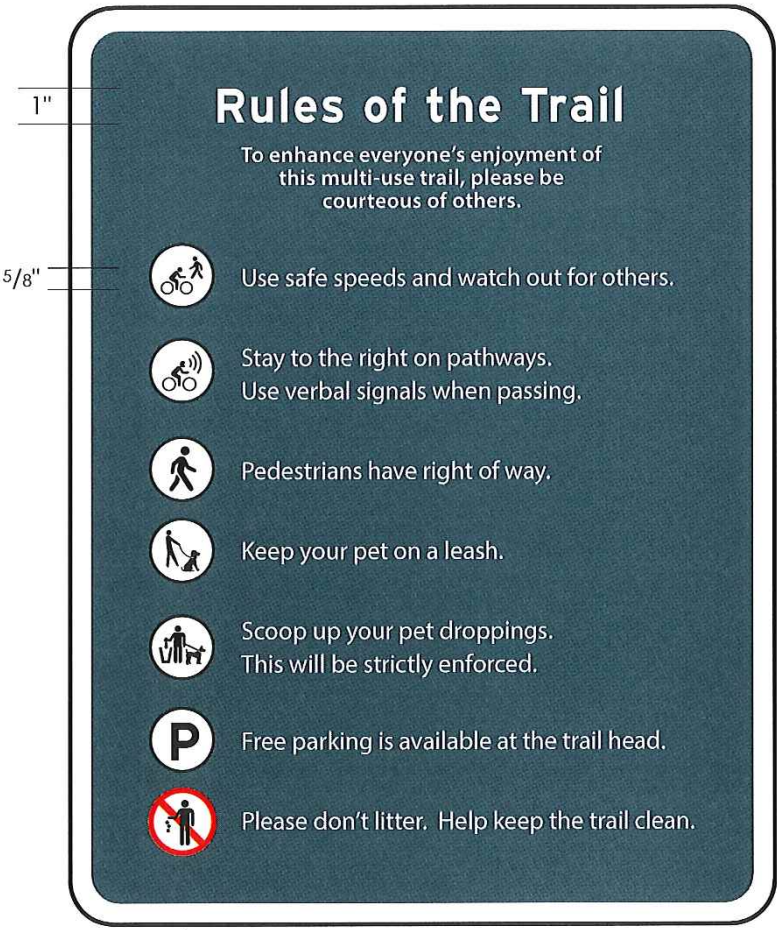 1"
Rules of the Trail
To enhance everyone's enjoyment of
this multi-use trail, please be
courteous of others.
5/8"
Use safe speeds and watch out for others.
Stay to the right on pathways.
Use verbal signals when passing.
Pedestrians have right of way.
Keep your pet on a leash.
Scoop up your pet droppings.
This will be strictly enforced.
P
Free parking is available at the trail head.
Please don't litter.  Help keep the trail clean.